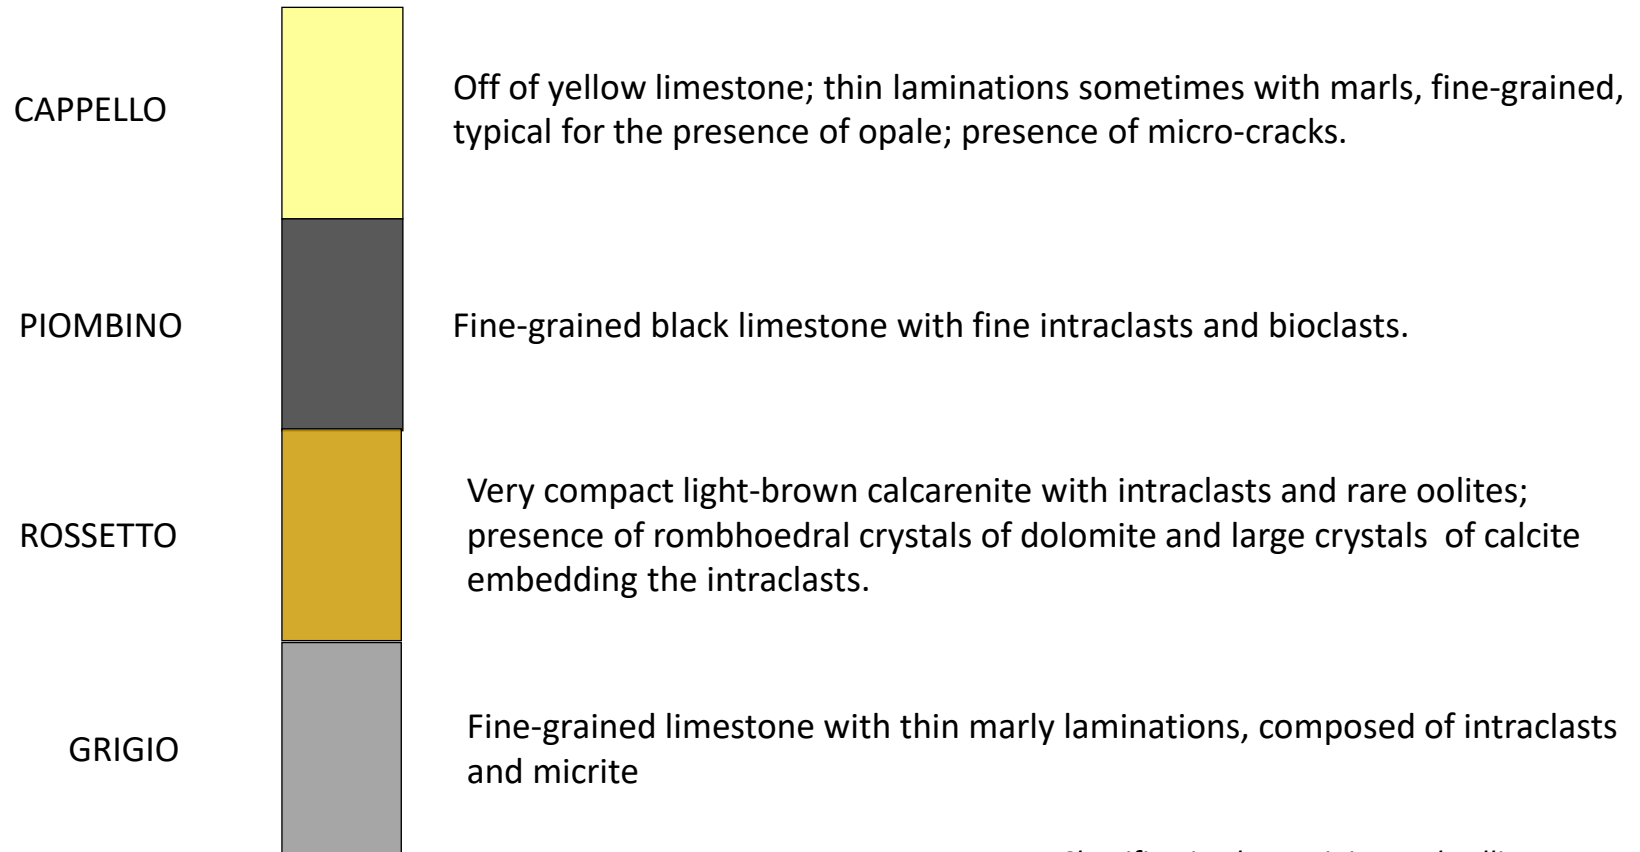 CAPPELLO
Off of yellow limestone; thin laminations sometimes with marls, fine-grained,
typical for the presence of opale; presence of micro-cracks.
PIOMBINO
Fine-grained black limestone with fine intraclasts and bioclasts.
ROSSETTO
Very compact light-brown calcarenite with intraclasts and rare oolites;
presence of rombhoedral crystals of dolomite and large crystals of calcite
embedding the intraclasts.
GRIGIO
Fine-grained limestone with thin marly laminations, composed of intraclasts
and micrite